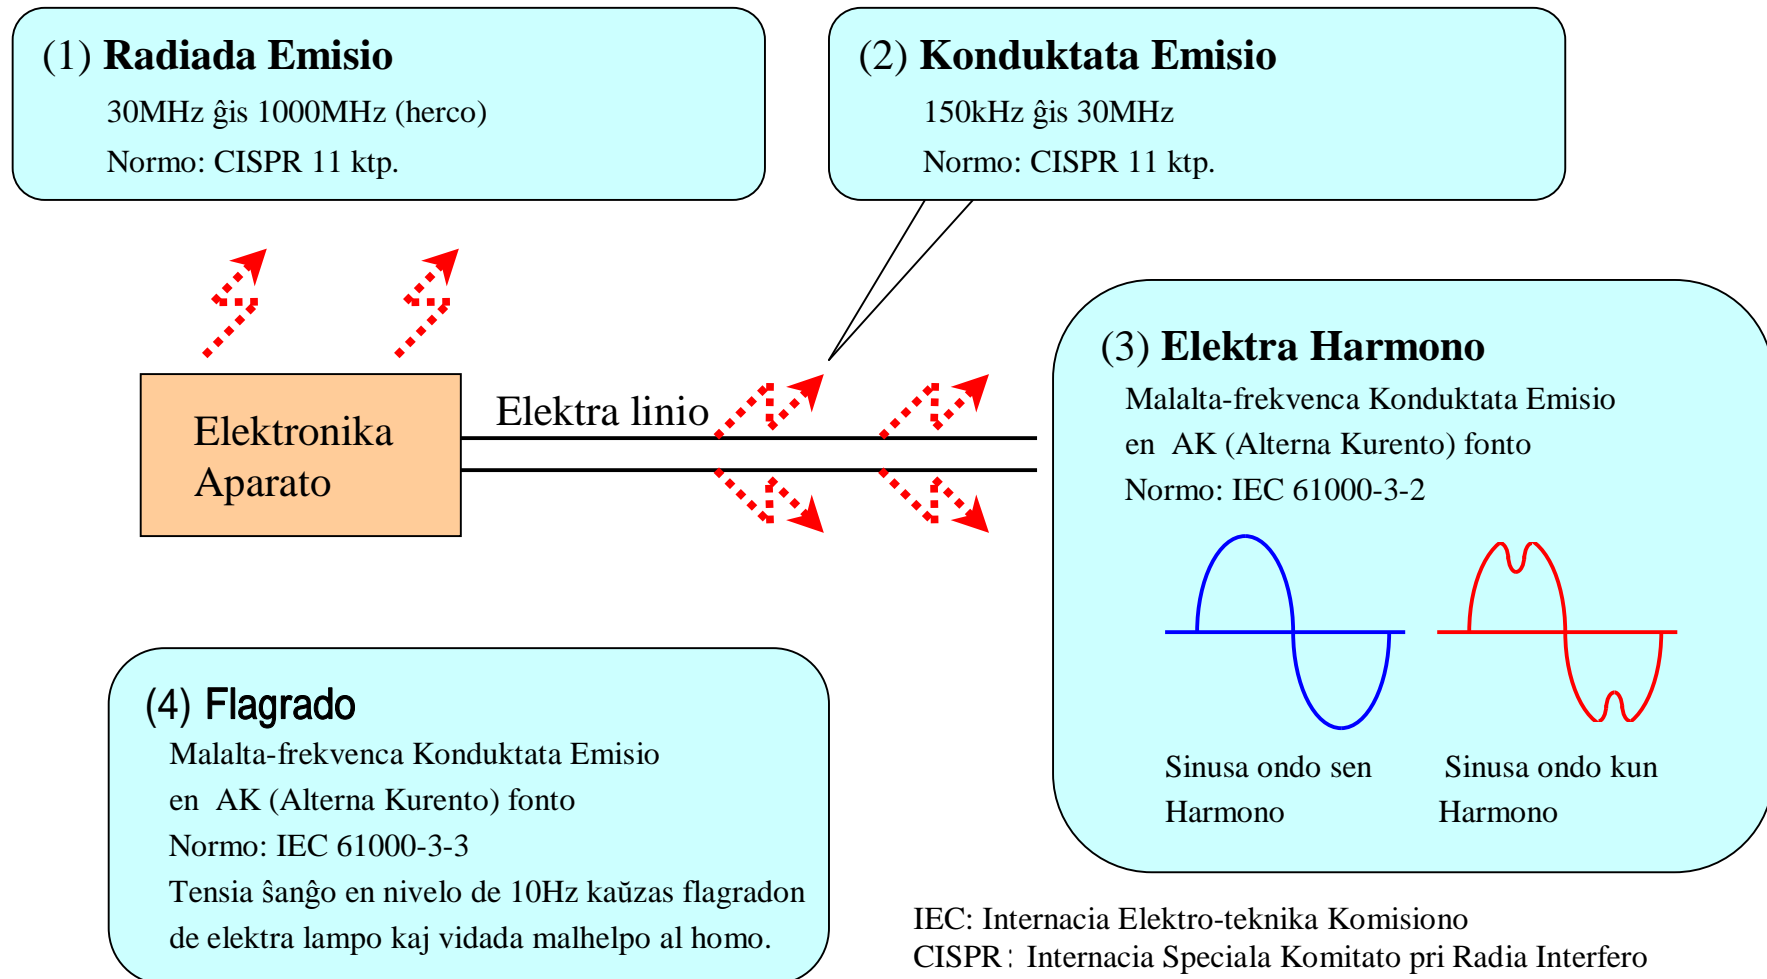 (1) Radiada Emisio
30MHz ĝis 1000MHz (herco)
Normo: CISPR 11 ktp.
(2) Konduktata Emisio
150kHz ĝis 30MHz
Normo: CISPR 11 ktp.
Elektronika
Aparato
Elektra linio
(3) Elektra Harmono
Malalta-frekvenca Konduktata Emisio
en AK (Alterna Kurento) fonto
Normo: IEC 61000-3-2
Sinusa ondo sen
Harmono
Sinusa ondo kun
Harmono
(4) Flagrado
Malalta-frekvenca Konduktata Emisio
en AK (Alterna Kurento) fonto
Normo: IEC 61000-3-3
Tensia ŝanĝo en nivelo de 10Hz kaŭzas flagradon
de elektra lampo kaj vidada malhelpo al homo.
IEC: Internacia Elektro-teknika Komisiono
CISPR: Internacia Speciala Komitato pri Radia Interfero